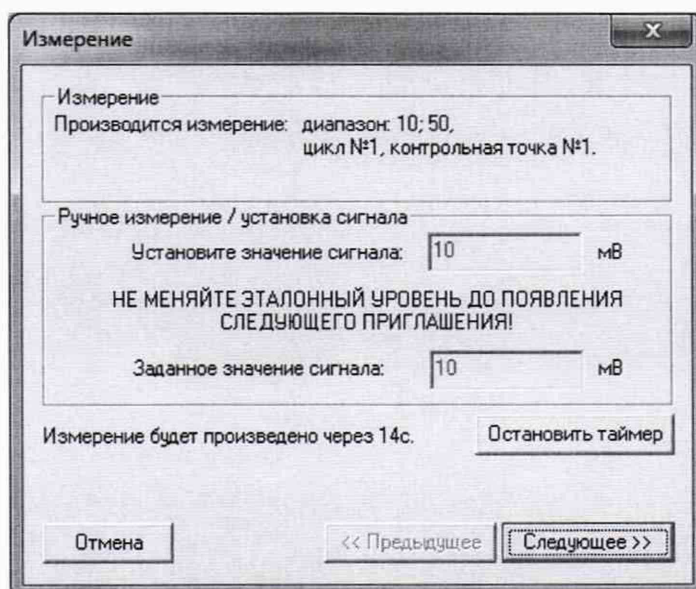 Измерение
Измерение
Производится измерение: диапазон: 10; 50,
цикл №1, контрольная точка №1.
Ручное измерение / установка сигнала
Установите значение сигнала: 10 мВ
НЕ МЕНЯЙТЕ ЭТАЛОННЫЙ УРОВЕНЬ ДО ПОЯВЛЕНИЯ
СЛЕДУЮЩЕГО ПРИГЛАШЕНИЯ!
Заданное значение сигнала: 10 мВ
Измерение будет произведено через 14с. Остановить таймер
Отмена << Предыдущее Следующее >>